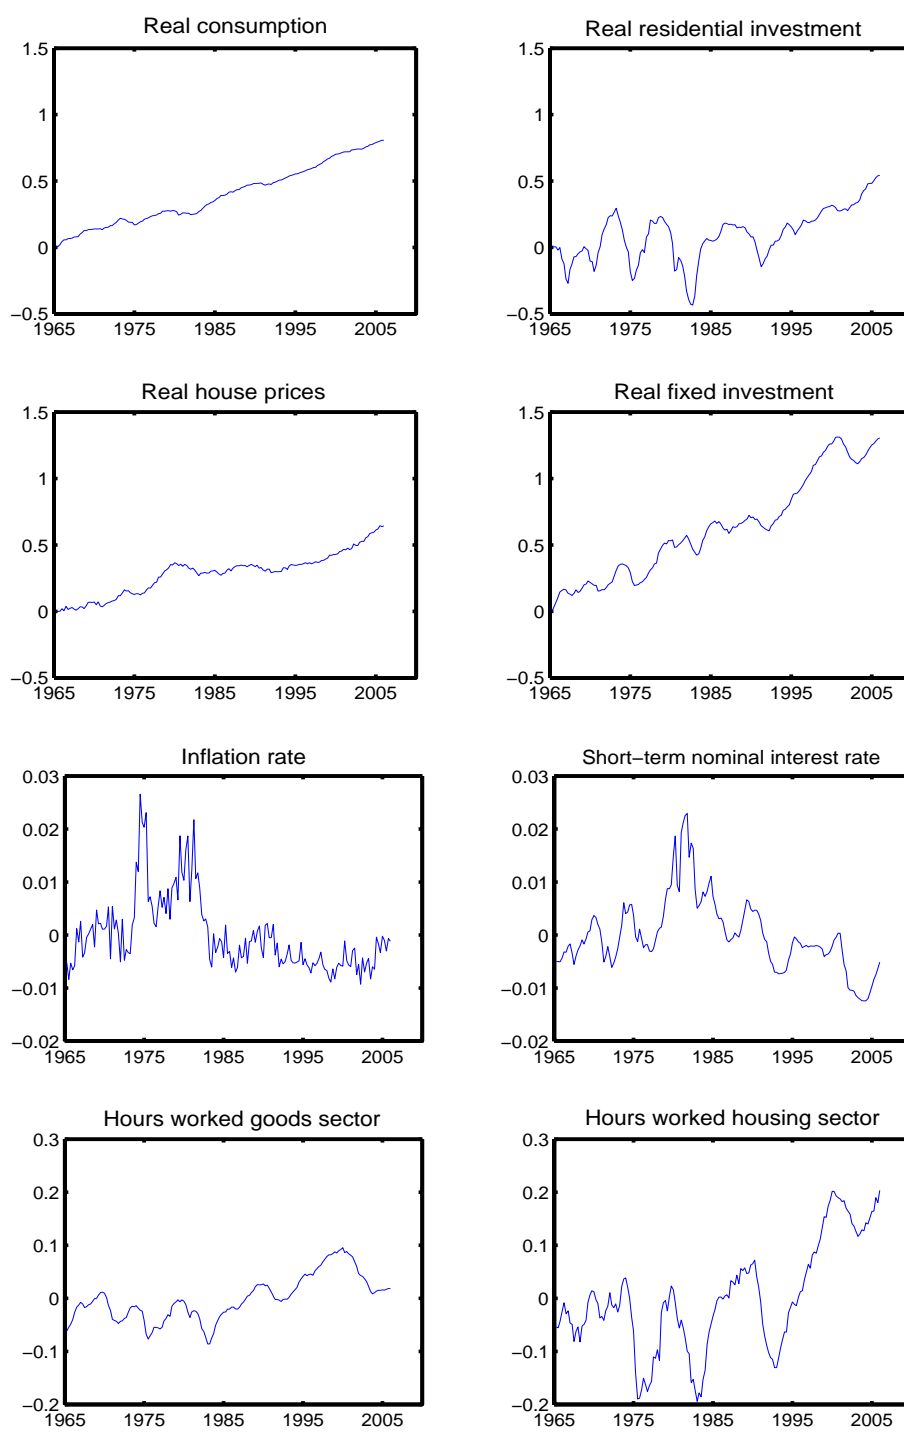 Real consumption
1.5
1
0.5
0
−0.5
1965 1975 1985 1995 2005
Real residential investment
1.5
1
0.5
0
−0.5
1965 1975 1985 1995 2005
Real house prices
1.5
1
0.5
0
−0.5
1965 1975 1985 1995 2005
Real fixed investment
1.5
1
0.5
0
−0.5
1965 1975 1985 1995 2005
Inflation rate
0.03
0.02
0.01
0
−0.01
−0.02
1965 1975 1985 1995 2005
Short−term nominal interest rate
0.03
0.02
0.01
0
−0.01
−0.02
1965 1975 1985 1995 2005
Hours worked goods sector
0.3
0.2
0.1
0
−0.1
−0.2
1965 1975 1985 1995 2005
Hours worked housing sector
0.3
0.2
0.1
0
−0.1
−0.2
1965 1975 1985 1995 2005